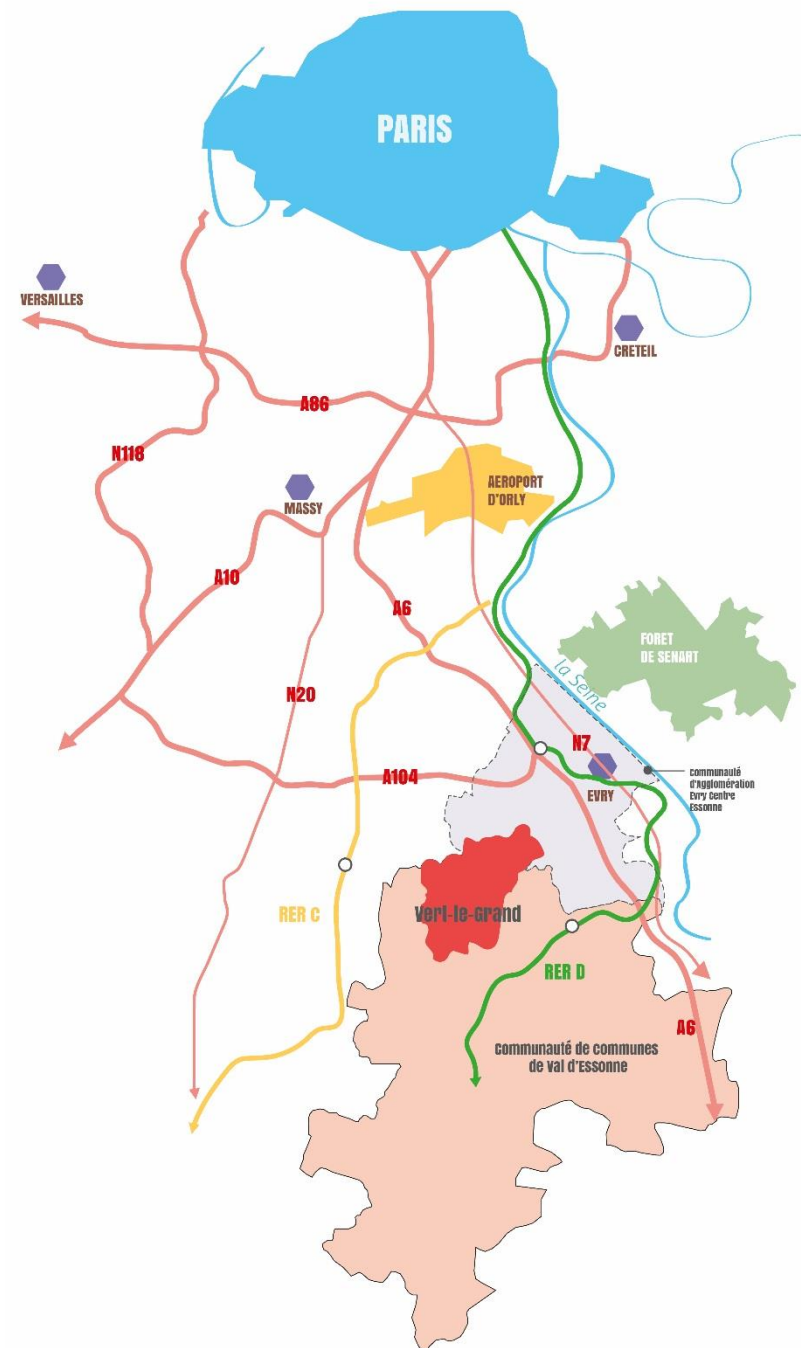 PARIS
VERSAILLES
CRETEIL
A86
N118
MASSY
AEROPORT
D'ORLY
A10
A6
FORET
DE SENART
la Seine
N20
N7
A104
EVRY
Communauté
d'Agglomération
Evry Centre
Essonne
RER C
Vert-le-Grand
RER D
A6
Communauté de communes
de val d'Essonne